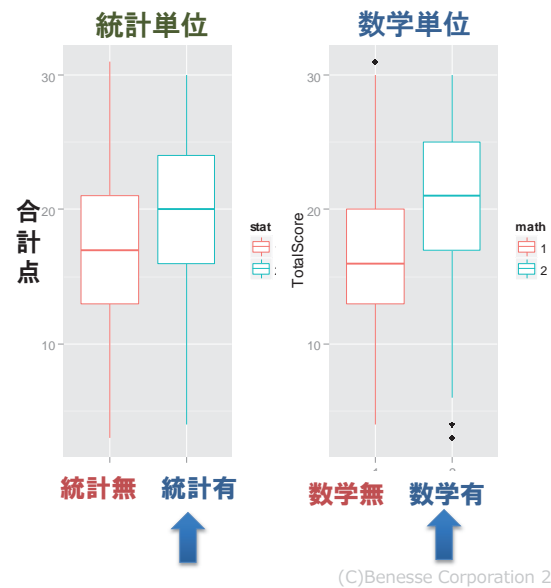 統計単位
数学単位
30
20
10
合計点
stat
統計無
統計有
30
20
10
TotalScore
math
1
2
数学無
数学有
(C)Benesse Corporation 2